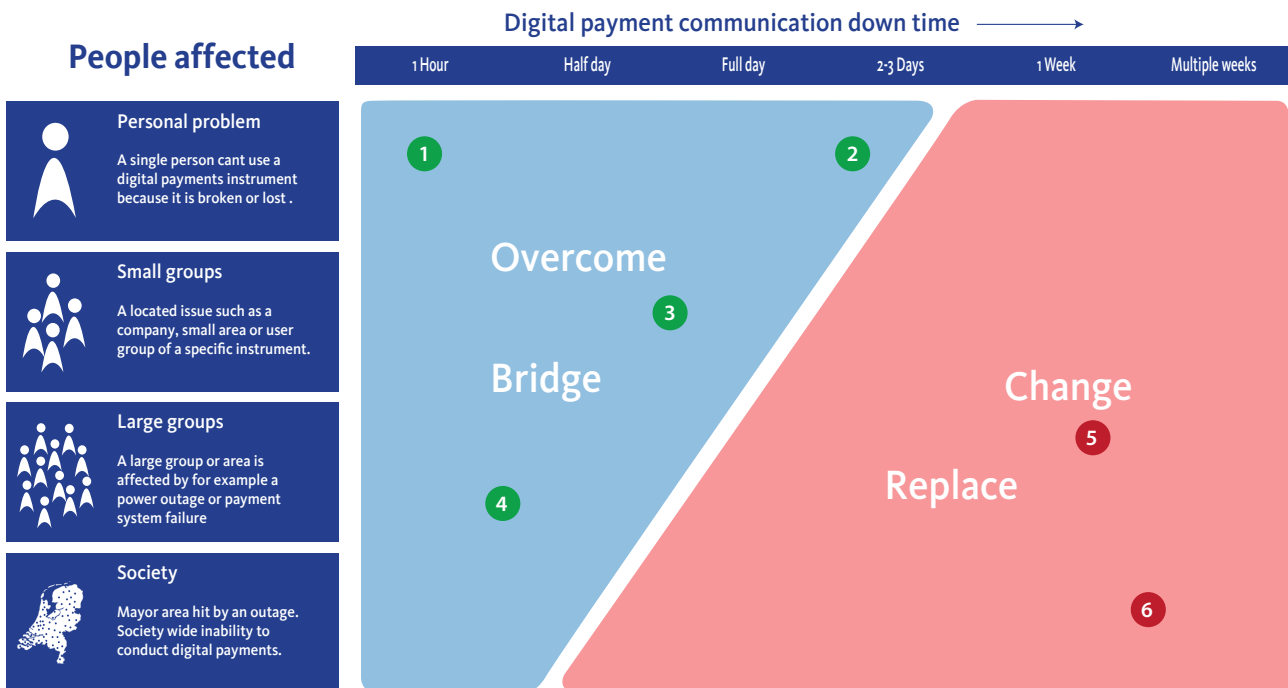 Digital payment communication down time
People affected
1 Hour
Half day
Full day
2-3 Days
1 Week
Multiple weeks
Personal problem
A single person cant use a
digital payments instrument
because it is broken or lost .
Small groups
A located issue such as a
company, small area or user
group of a specific instrument.
Large groups
A large group or area is
affected by for example a
power outage or payment
system failure
Society
Mayor area hit by an outage.
Society wide inability to
conduct digital payments.
1
2
Overcome
3
Bridge
Change
5
Replace
4
6